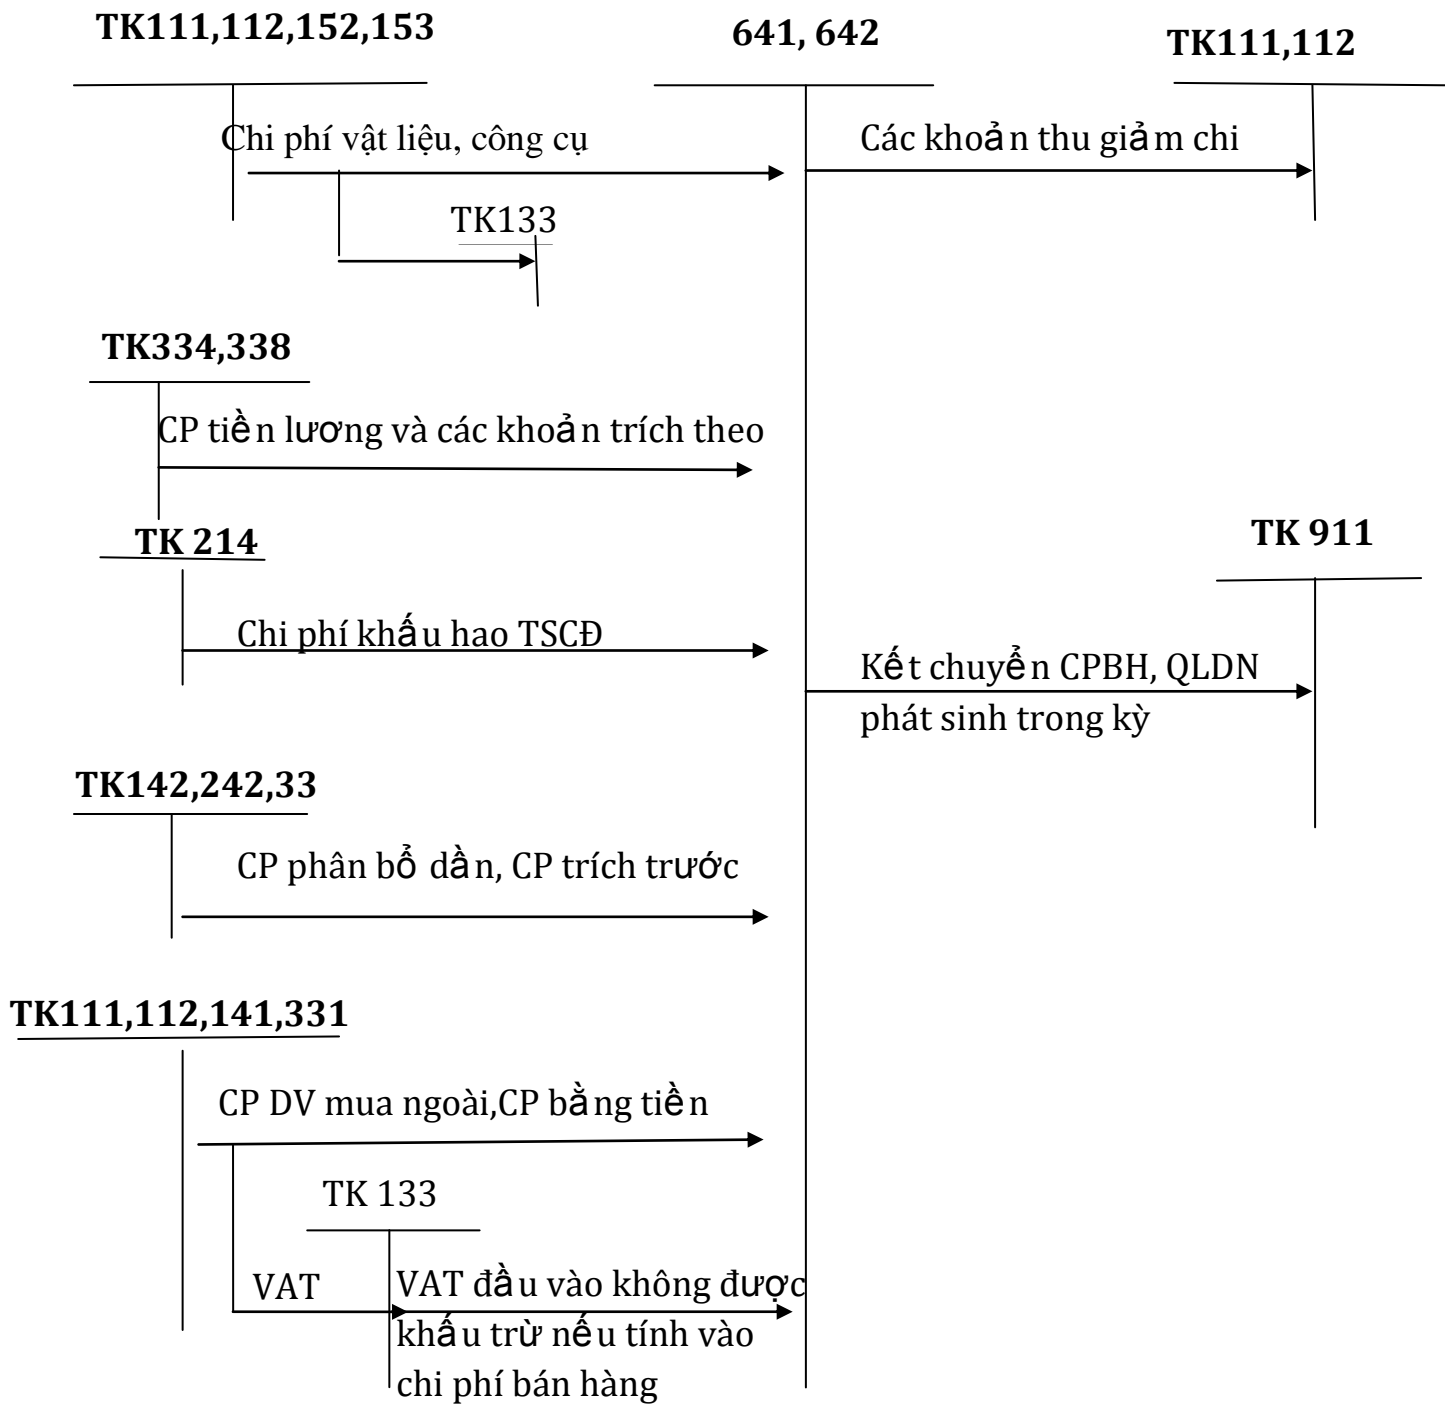 TK111,112,152,153
641, 642
TK111,112
Chi phí vật liệu, công cụ
Các khoản thu giảm chi
TK133
TK334,338
CP tiền lương và các khoản trích theo
TK 214
TK 911
Chi phí khấu hao TSCĐ
Kết chuyển CPBH, QLDN
phát sinh trong kỳ
TK142,242,33
CP phân bổ dần, CP trích trước
TK111,112,141,331
CP DV mua ngoài,CP bằng tiền
TK 133
VAT
VAT đầu vào không được
khấu trừ nếu tính vào
chi phí bán hàng